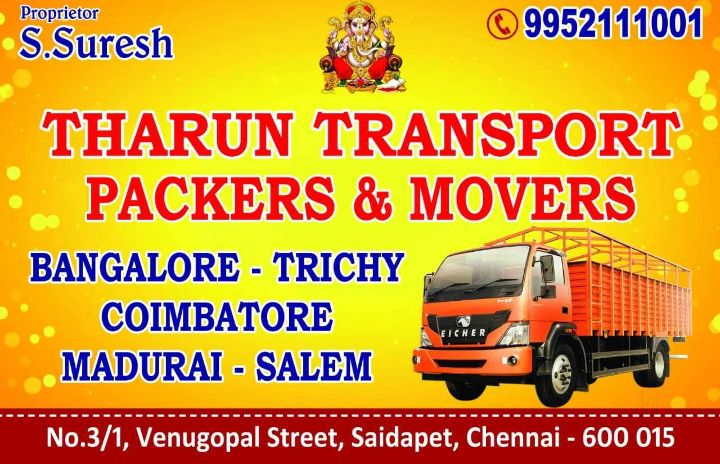 Proprietor
S.Suresh
9952111001
THARUN TRANSPORT
PACKERS & MOVERS
BANGALORE - TRICHY
COIMBATORE
MADURAI - SALEM
EICHER
No.3/1, Venugopal Street, Saidapet, Chennai - 600 015